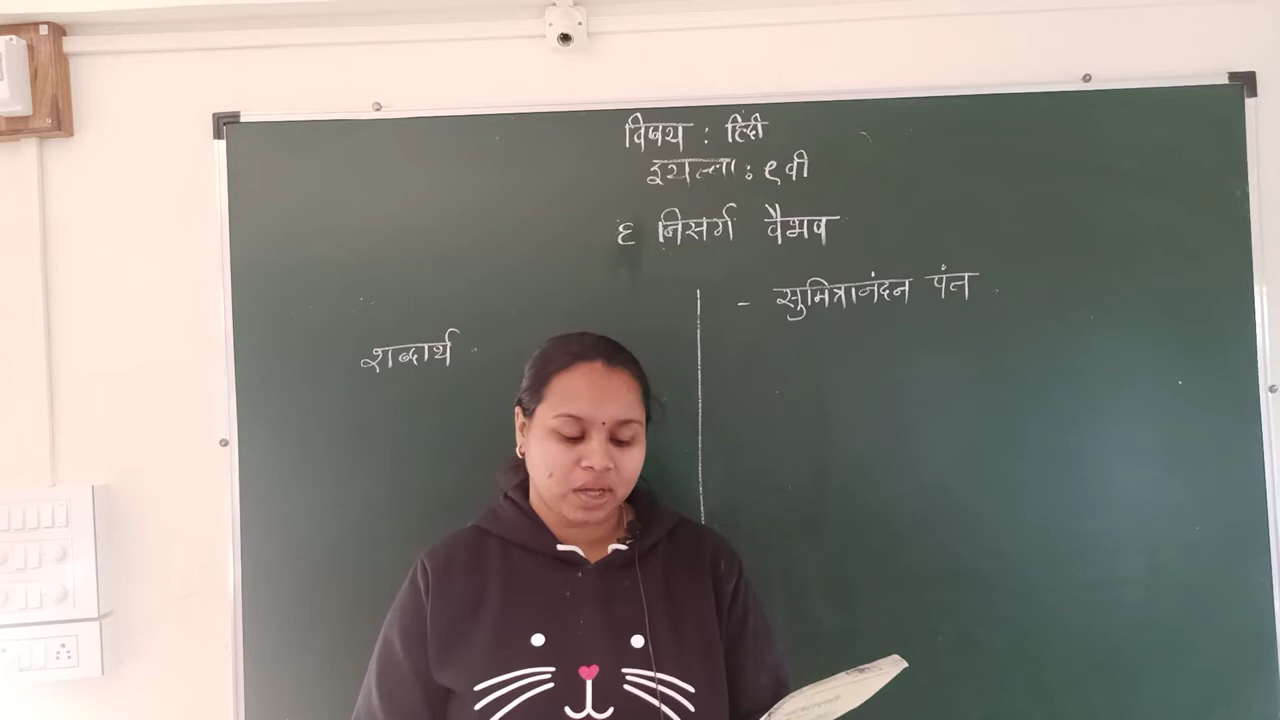 विषय : हिंदी
इयत्ता : ९वी
६ निसर्ग वैभव
- सुमित्रानंदन पंत
शब्दार्थ